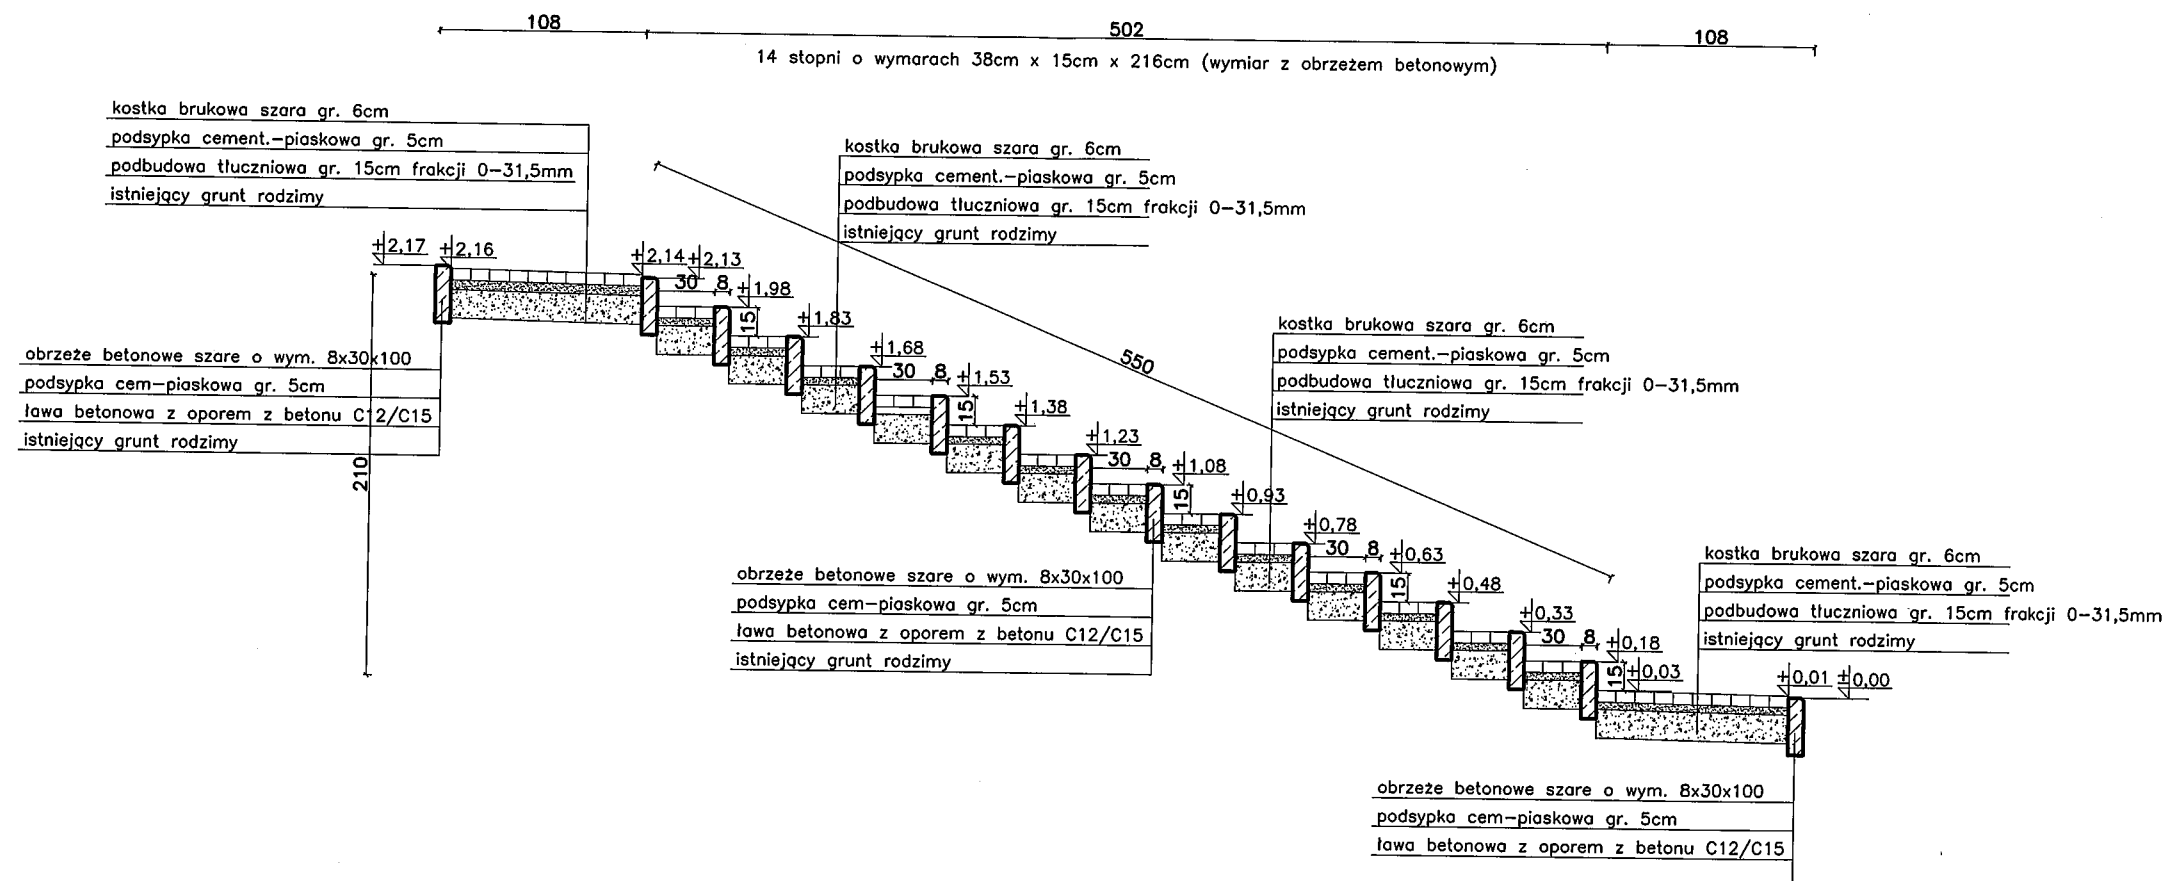 108
502
108
14 stopni o wymarach 38cm x 15cm x 216cm (wymiar z obrzeżem betonowym)
kostka brukowa szara gr. 6cm
podsypka cement.-piaskowa gr. 5cm
podbudowa tłuczniowa gr. 15cm frakcji 0-31,5mm
istniejący grunt rodzimy
kostka brukowa szara gr. 6cm
podsypka cement.-piaskowa gr. 5cm
podbudowa tłuczniowa gr. 15cm frakcji 0-31,5mm
istniejący grunt rodzimy
+2,17
+2,16
+2,14
+2,13
30
8
+1,98
15
+1,83
+1,68
30
8
+1,53
15
+1,38
+1,23
30
8
+1,08
15
+0,93
+0,78
30
8
+0,63
15
+0,48
+0,33
30
8
+0,18
15
+0,03
+0,01
±0,00
550
210
kostka brukowa szara gr. 6cm
podsypka cement.-piaskowa gr. 5cm
podbudowa tłuczniowa gr. 15cm frakcji 0-31,5mm
istniejący grunt rodzimy
obrzeże betonowe szare o wym. 8x30x100
podsypka cem-piaskowa gr. 5cm
ława betonowa z oporem z betonu C12/C15
istniejący grunt rodzimy
obrzeże betonowe szare o wym. 8x30x100
podsypka cem-piaskowa gr. 5cm
ława betonowa z oporem z betonu C12/C15
istniejący grunt rodzimy
kostka brukowa szara gr. 6cm
podsypka cement.-piaskowa gr. 5cm
podbudowa tłuczniowa gr. 15cm frakcji 0-31,5mm
istniejący grunt rodzimy
obrzeże betonowe szare o wym. 8x30x100
podsypka cem-piaskowa gr. 5cm
ława betonowa z oporem z betonu C12/C15